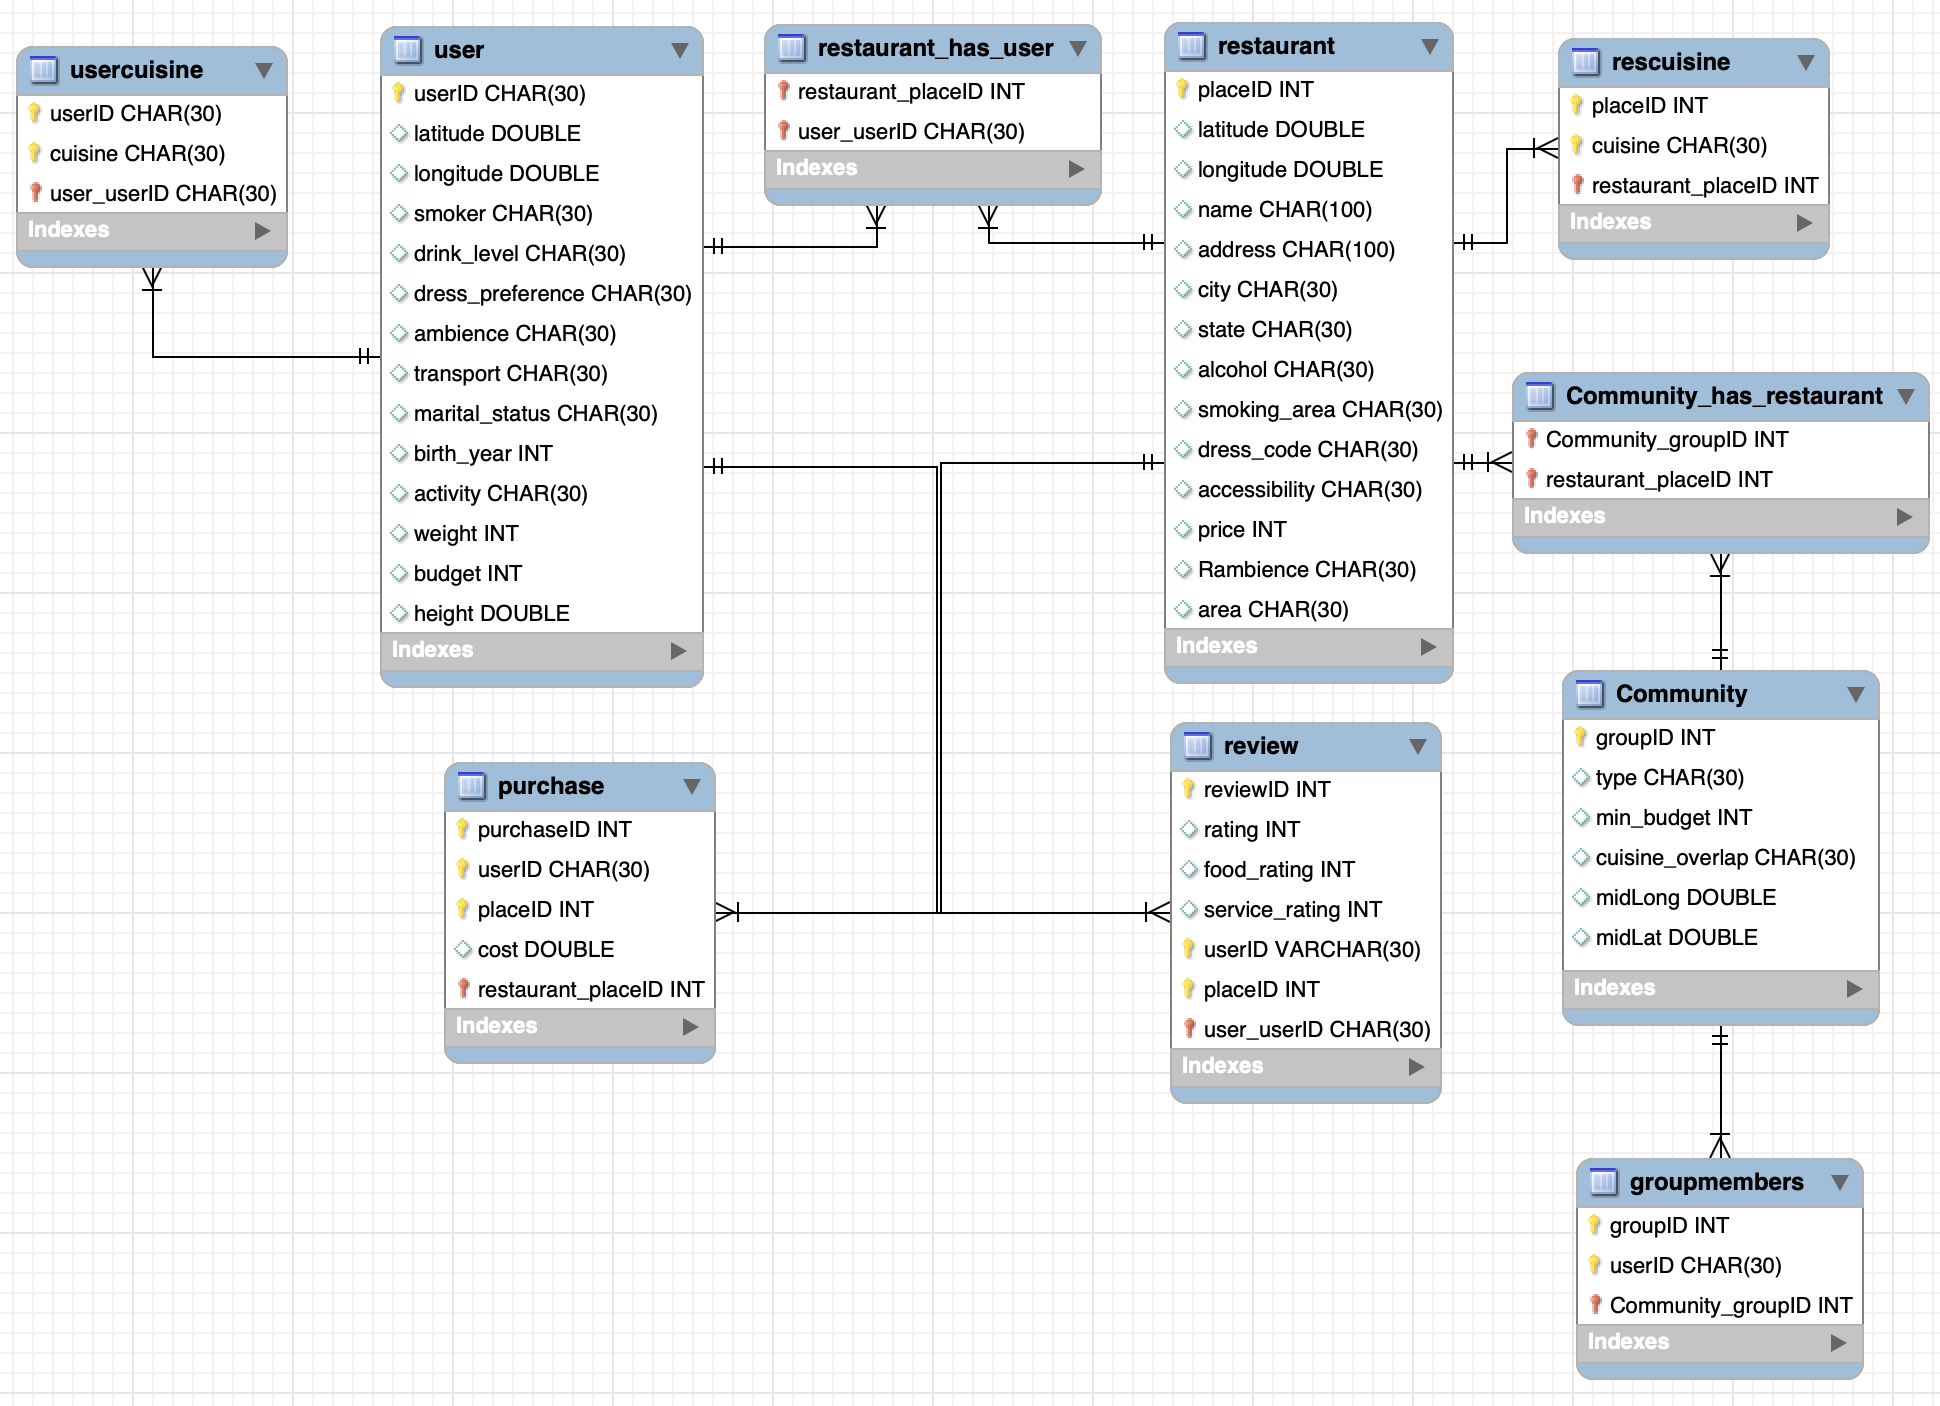 usercuisine
userID CHAR(30)
cuisine CHAR(30)
user_userID CHAR(30)
Indexes
user
userID CHAR(30)
latitude DOUBLE
longitude DOUBLE
smoker CHAR(30)
drink_level CHAR(30)
dress_preference CHAR(30)
ambience CHAR(30)
transport CHAR(30)
marital_status CHAR(30)
birth_year INT
activity CHAR(30)
weight INT
budget INT
height DOUBLE
Indexes
restaurant_has_user
restaurant_placeID INT
user_userID CHAR(30)
Indexes
restaurant
placeID INT
latitude DOUBLE
longitude DOUBLE
name CHAR(100)
address CHAR(100)
city CHAR(30)
state CHAR(30)
alcohol CHAR(30)
smoking_area CHAR(30)
dress_code CHAR(30)
accessibility CHAR(30)
price INT
Rambience CHAR(30)
area CHAR(30)
Indexes
rescuisine
placeID INT
cuisine CHAR(30)
restaurant_placeID INT
Indexes
Community_has_restaurant
Community_groupID INT
restaurant_placeID INT
Indexes
purchase
purchaseID INT
userID CHAR(30)
placeID INT
cost DOUBLE
restaurant_placeID INT
Indexes
review
reviewID INT
rating INT
food_rating INT
service_rating INT
userID VARCHAR(30)
placeID INT
user_userID CHAR(30)
Indexes
Community
groupID INT
type CHAR(30)
min_budget INT
cuisine_overlap CHAR(30)
midLong DOUBLE
midLat DOUBLE
Indexes
groupmembers
groupID INT
userID CHAR(30)
Community_groupID INT
Indexes